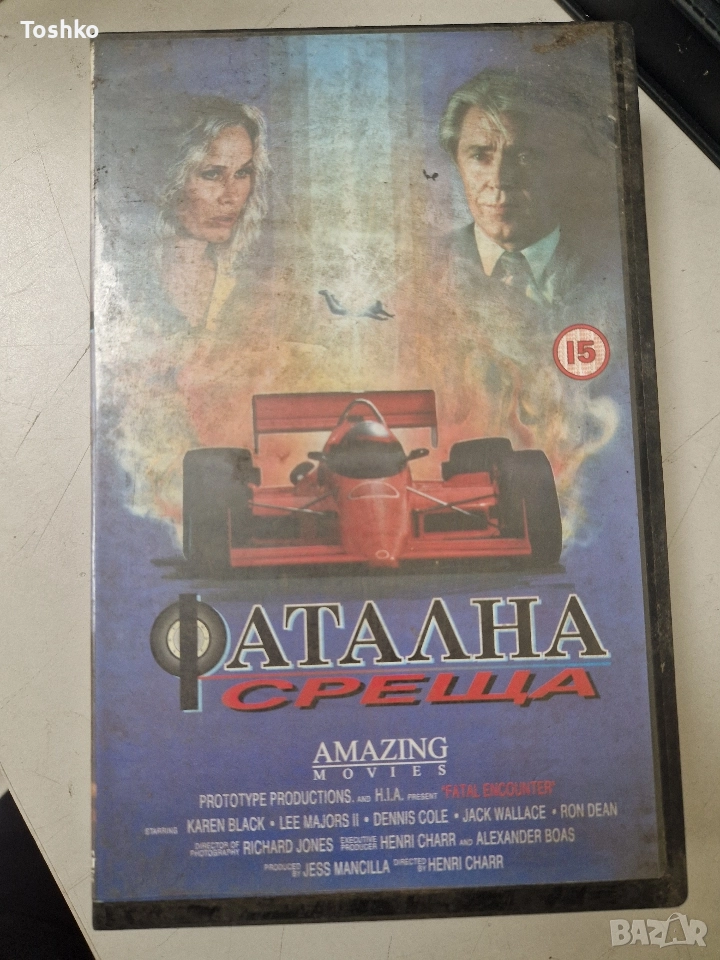 Toshko
15
ФАТАЛНА
СРЕЩА
AMAZING
MOVIES
PROTOTYPE PRODUCTIONS, AND H.I.A. PRESENT "FATAL ENCOUNTER"
STARRING KAREN BLACK • LEE MAJORS II • DENNIS COLE • JACK WALLACE • RON DEAN
DIRECTOR OF PHOTOGRAPHY RICHARD JONES EXECUTIVE PRODUCER HENRI CHARR AND ALEXANDER BOAS
PRODUCED BY JESS MANCILLA DIRECTED BY HENRI CHARR
BAZAR